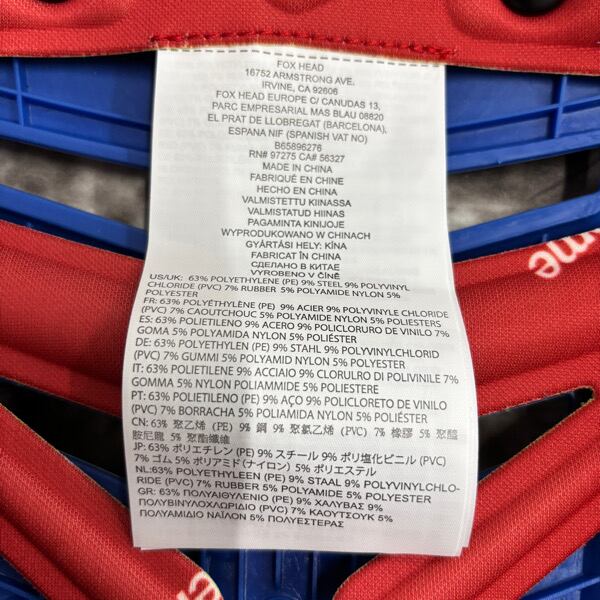 FOX HEAD
16752 ARMSTRONG AVE.
IRVINE, CA 92606
FOX HEAD EUROPE C/ CANUDAS 13,
PARC EMPRESARIAL MAS BLAU 08820
EL PRAT DE LLOBREGAT (BARCELONA),
ESPANA NIF (SPANISH VAT NO)
B65896276
RN# 97275 CA# 56327
MADE IN CHINA
FABRIQUÉ EN CHINE
HECHO EN CHINA
VALMISTETTU KIINASSA
VALMISTATUD HIINAS
PAGAMINTA KINIJOJE
WYPRODUKOWANO W CHINACH
GYÁRTÁSI HELY: KÍNA
FABRICAT ÎN CHINA
СДЕЛАНО В КИТАЕ
VYROBENO V ČÍNĚ
US/UK: 63% POLYETHYLENE (PE) 9% STEEL 9% POLYVINYL
CHLORIDE (PVC) 7% RUBBER 5% POLYAMIDE NYLON 5%
POLYESTER
FR: 63% POLYÉTHYLÈNE (PE) 9% ACIER 9% POLYVINYLE CHLORIDE
(PVC) 7% CAOUTCHOUC 5% POLYAMIDE NYLON 5% POLIESTERS
ES: 63% POLIETILENO 9% ACERO 9% POLICLORURO DE VINILO 7%
GOMA 5% POLYAMIDA NYLON 5% POLIÉSTER
DE: 63% POLYETHYLEN (PE) 9% STAHL 9% POLYVINYLCHLORID
(PVC) 7% GUMMI 5% POLYAMID NYLON 5% POLYESTER
IT: 63% POLIETILENE 9% ACCIAIO 9% CLORULRO DI POLIVINILE 7%
GOMMA 5% NYLON POLIAMMIDE 5% POLIESTERE
PT: 63% POLIETILENO (PE) 9% AÇO 9% POLICLORETO DE VINILO
(PVC) 7% BORRACHA 5% POLIAMIDA NYLON 5% POLIÉSTER
CN: 63% 聚乙烯 (PE) 9% 鋼 9% 聚氯乙烯 (PVC) 7% 橡膠 5% 聚醯
胺尼龍 5% 聚酯纖維
JP: 63% ポリエチレン (PE) 9% スチール 9% ポリ塩化ビニル (PVC)
7% ゴム 5% ポリアミド(ナイロン) 5% ポリエステル
NL:63% POLYETHYLEEN (PE) 9% STAAL 9% POLYVINYLCHLO-
RIDE (PVC) 7% RUBBER 5% POLYAMIDE 5% POLYESTER
GR: 63% ΠΟΛΥΑΙΘΥΛΕΝΙΟ (PE) 9% ΧΑΛΥΒΑΣ 9%
ΠΟΛΥΒΙΝΥΛΟΧΛΩΡΙΔΙΟ (PVC) 7% ΚΑΟΥΤΣΟΥΚ 5%
ΠΟΛΥΑΜΙΔΙΟ ΝΑΪΛΟΝ 5% ΠΟΛΥΕΣΤΕΡΑΣ
me